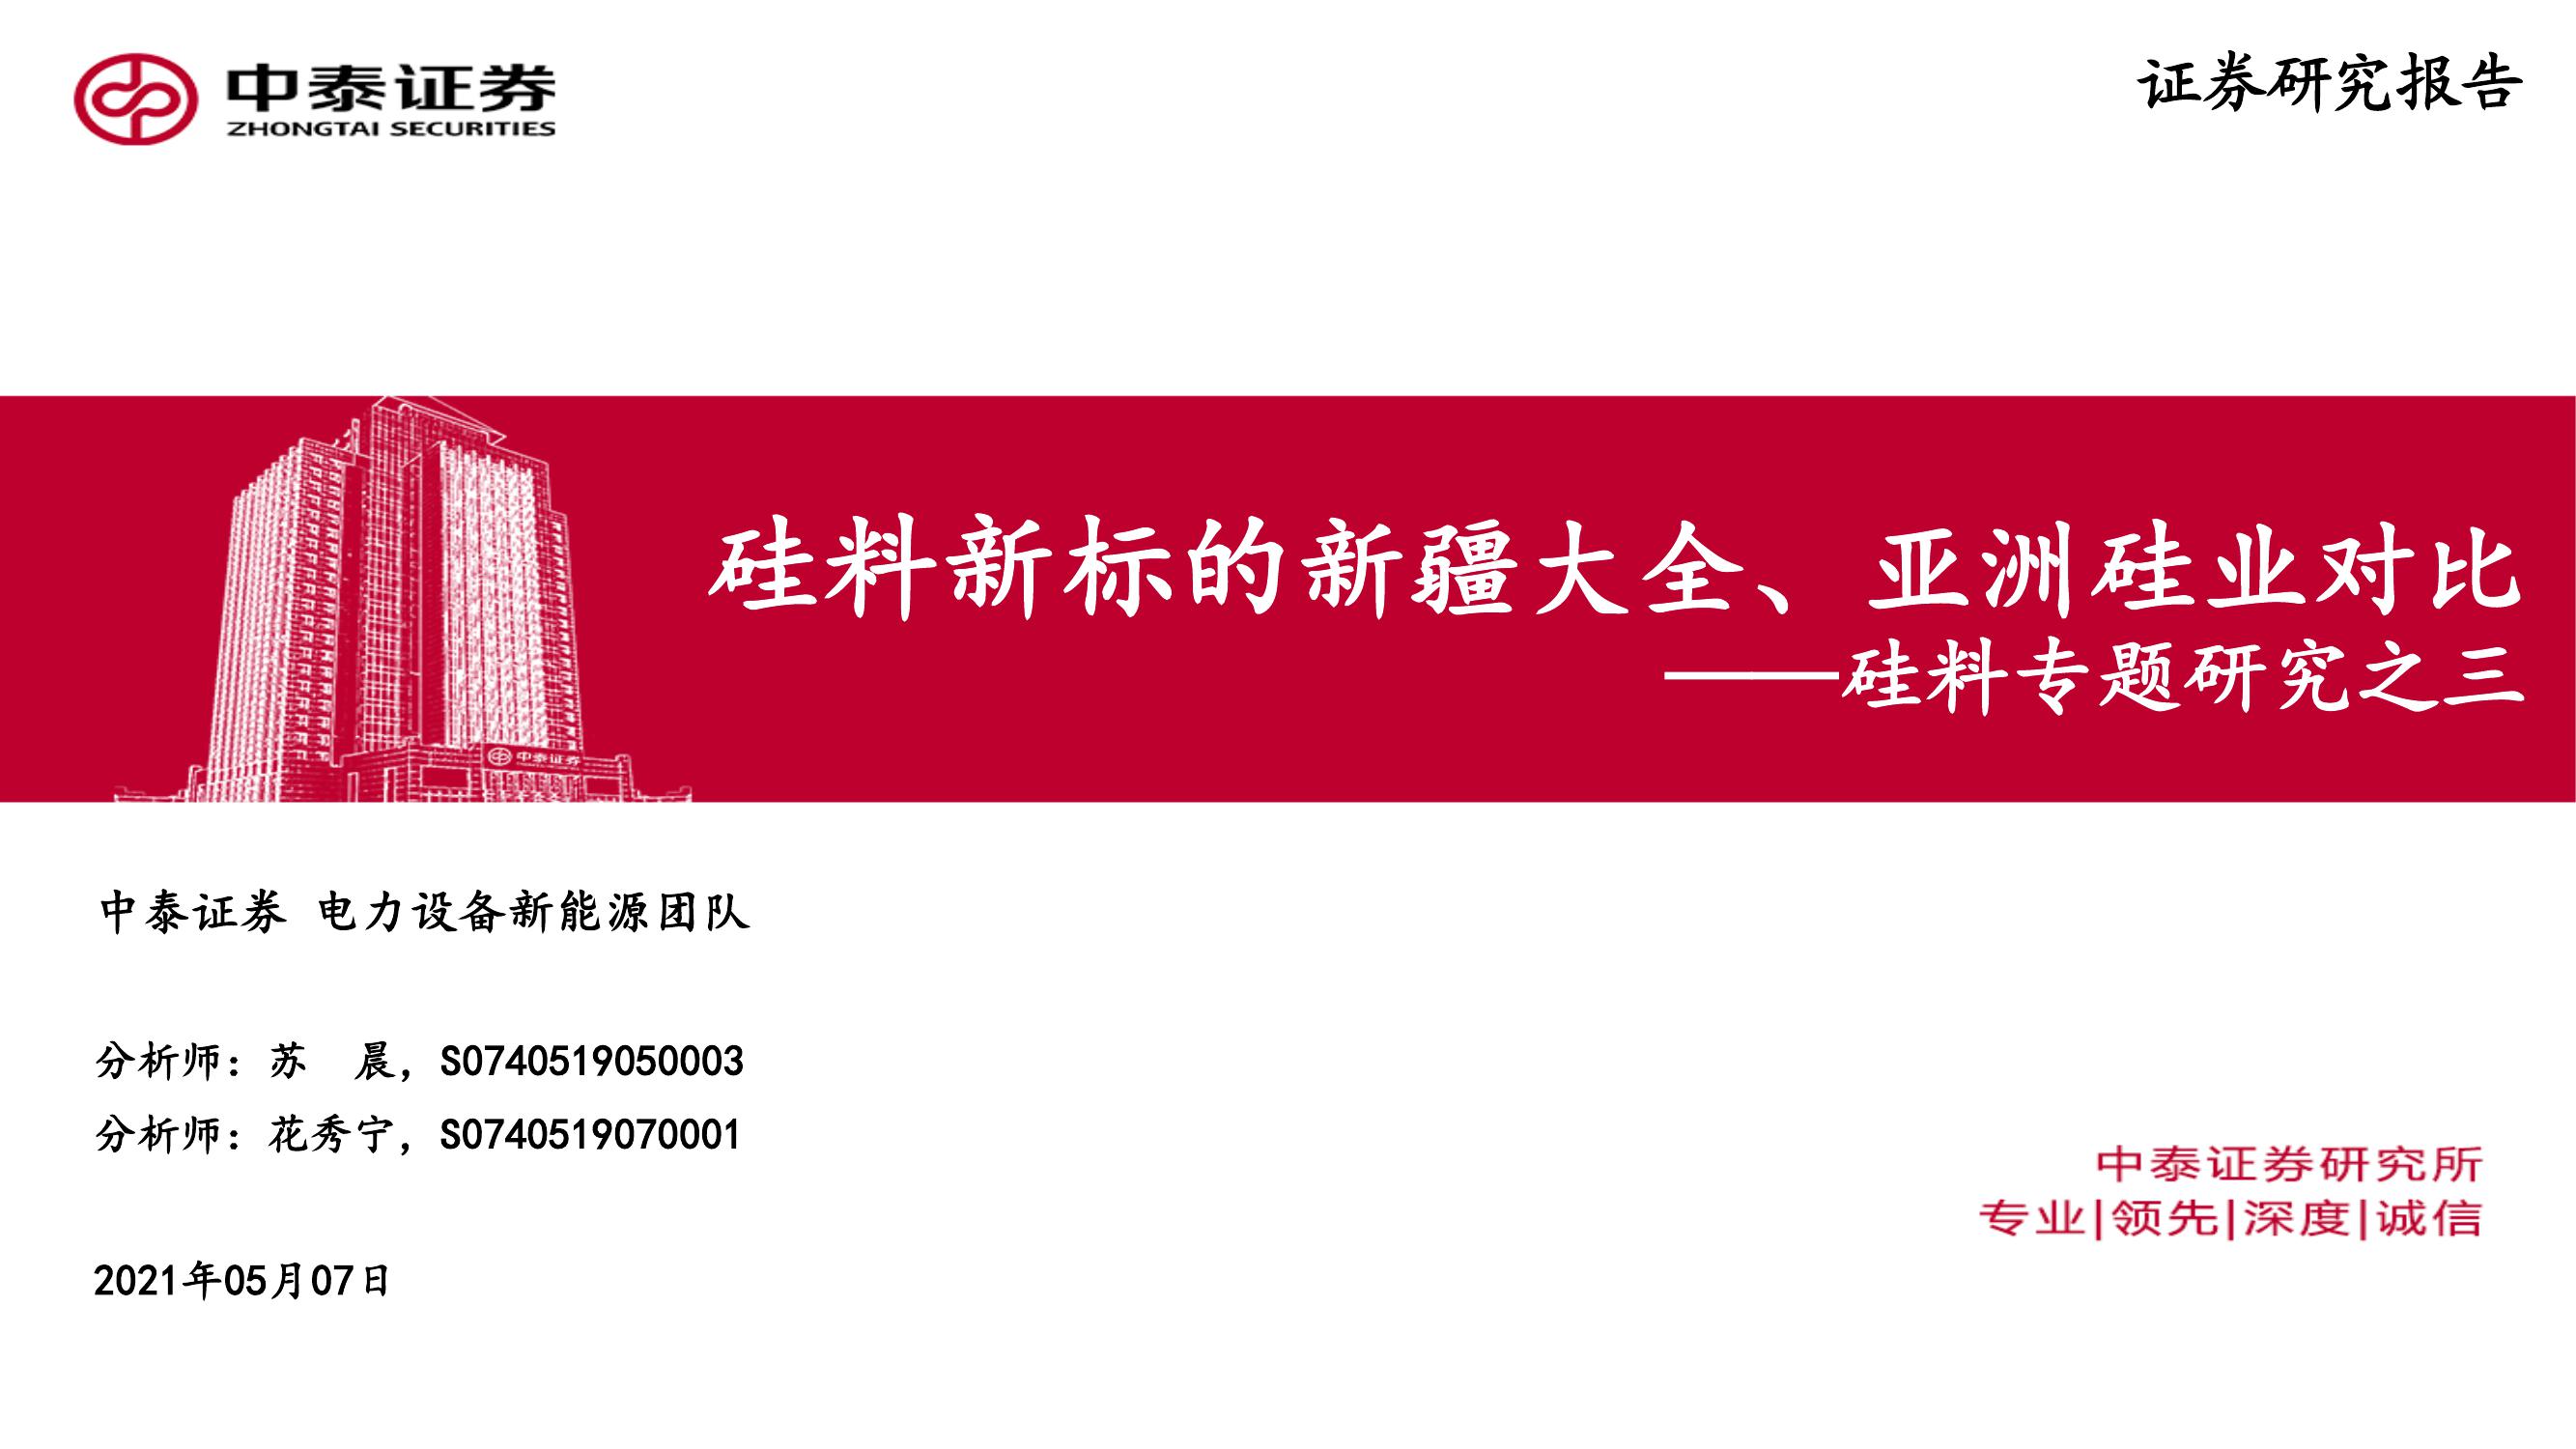 中泰证券
ZHONGTAI SECURITIES
证券研究报告
硅料新标的新疆大全、亚洲硅业对比
——硅料专题研究之三
中泰证券
中泰证券 电力设备新能源团队
分析师：苏 晨，S0740519050003
分析师：花秀宁，S0740519070001
中泰证券研究所
专业|领先|深度|诚信
2021年05月07日